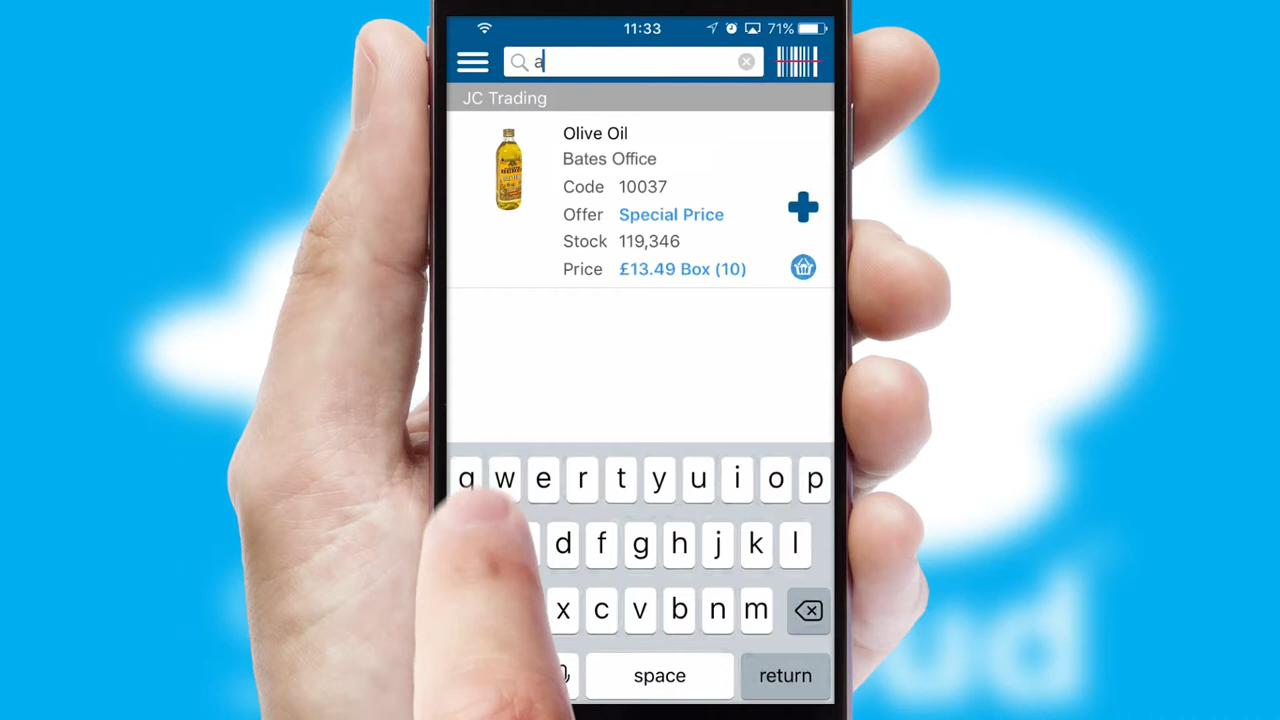 11:33
71%
a
JC Trading
Olive Oil
Bates Office
Code 10037
Offer Special Price
Stock 119,346
Price £13.49 Box (10)
q w e r t y u i o p
d f g h j k l
x c v b n m
space return
ud